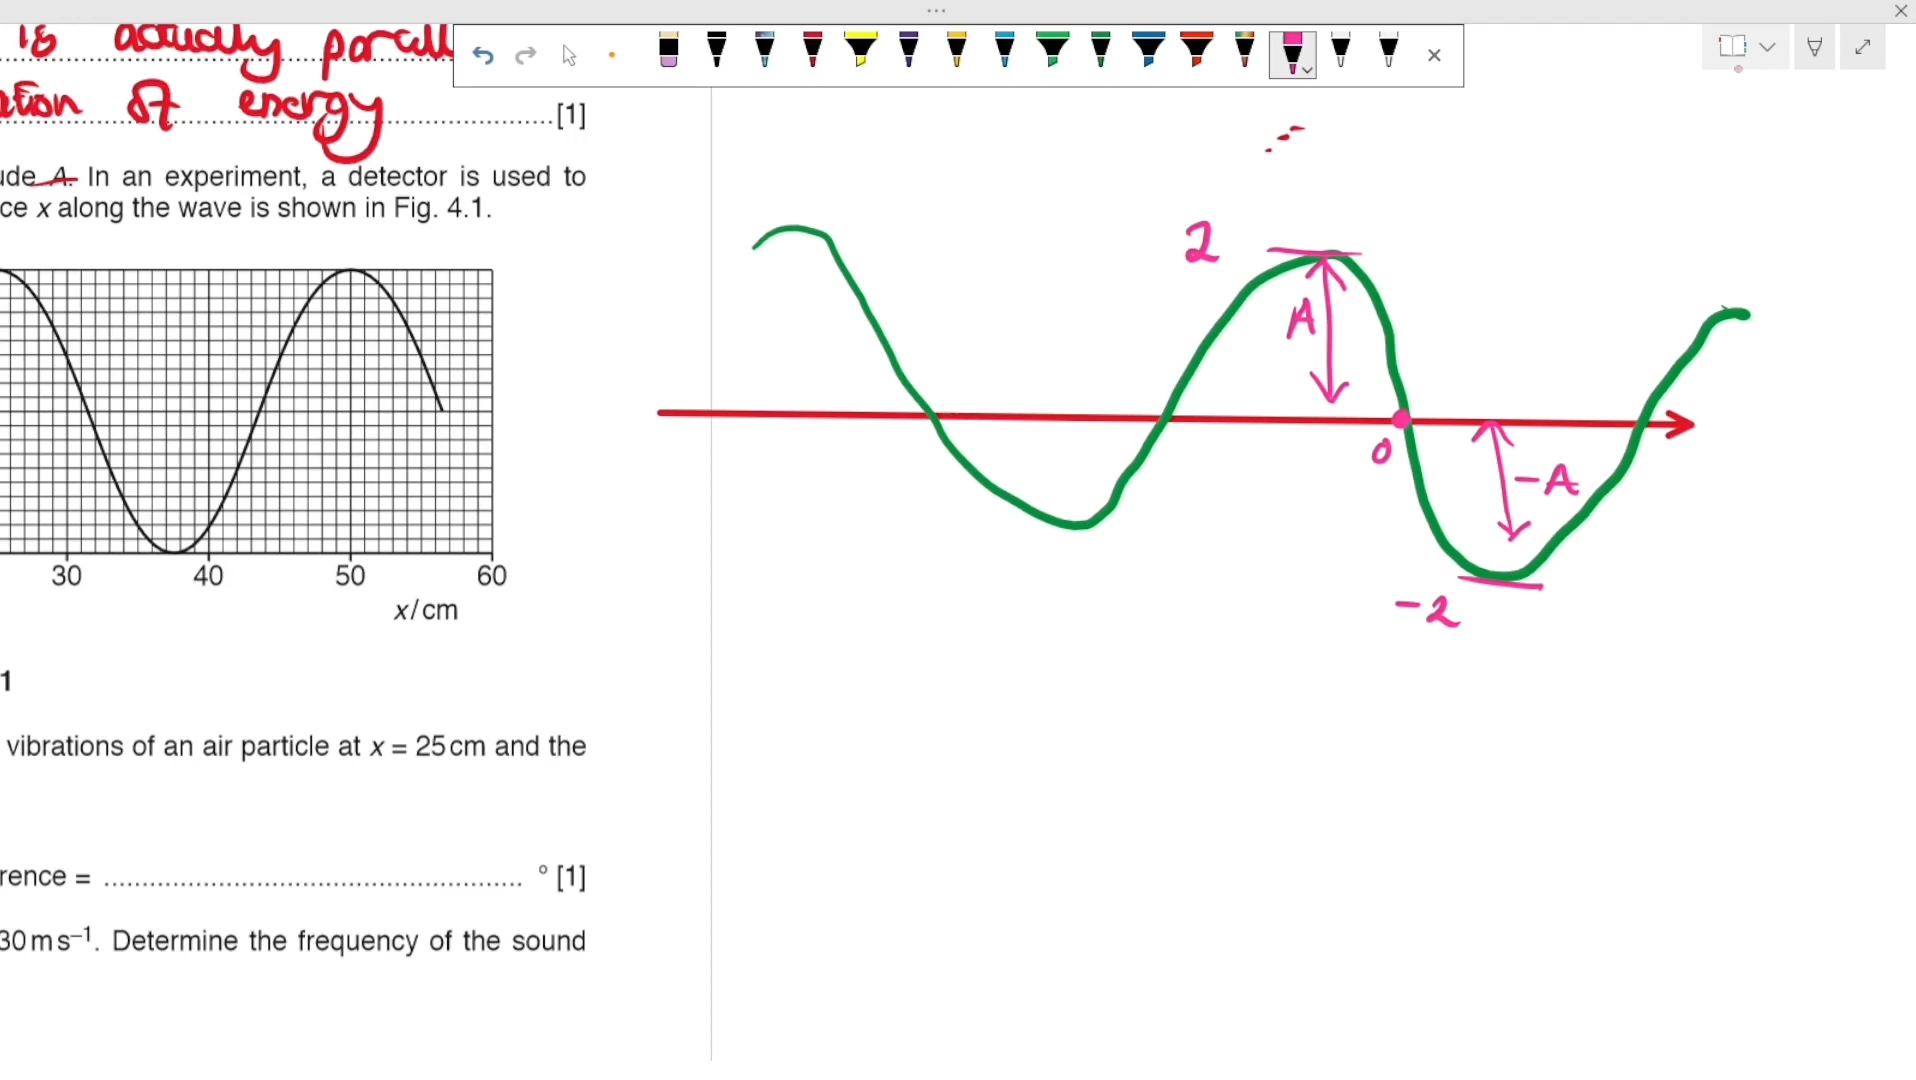 is actually parall
ation of energy
[1]
ude A. In an experiment, a detector is used to
ce x along the wave is shown in Fig. 4.1.
2
A
0
-A
-2
30 40 50 60
x/cm
1
vibrations of an air particle at x = 25 cm and the
rence = ° [1]
30 m s⁻¹. Determine the frequency of the sound